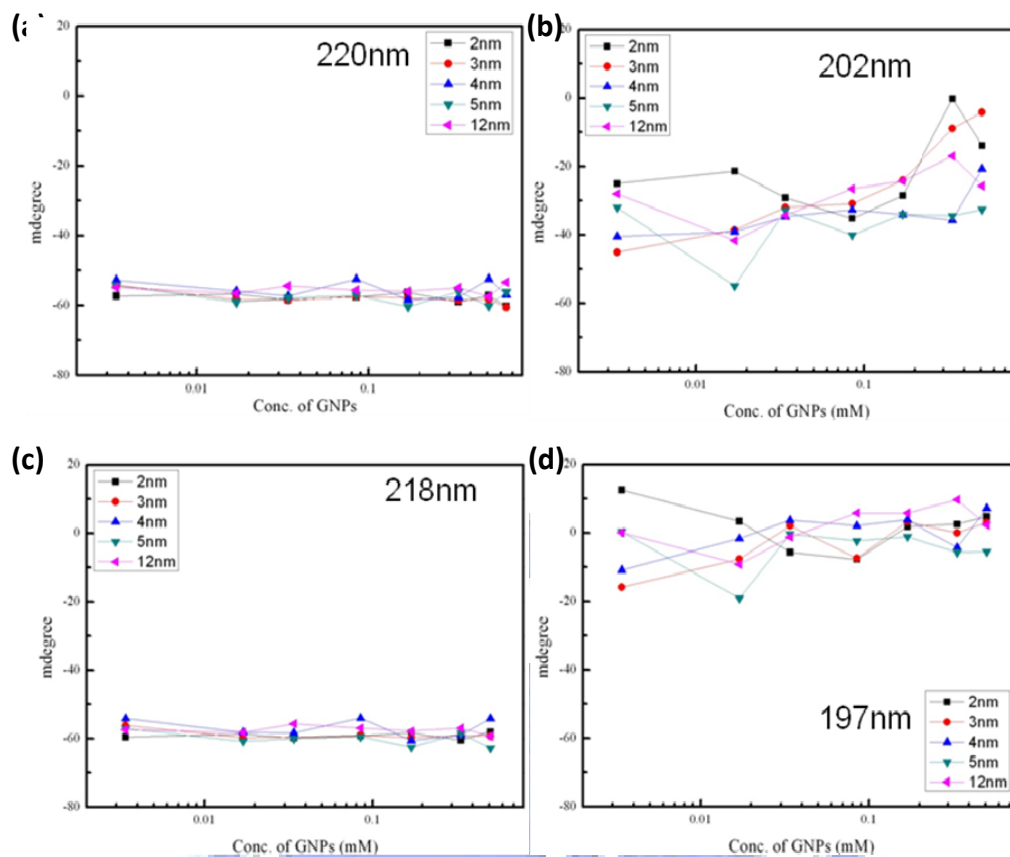 (a)
20
0
-20
-40
-60
-80
mdegree
220nm
2nm
3nm
4nm
5nm
12nm
0.01
0.1
Conc. of GNPs
(b)
20
0
-20
-40
-60
-80
mdegree
2nm
3nm
4nm
5nm
12nm
202nm
0.01
0.1
Conc. of GNPs (mM)
(c)
20
0
-20
-40
-60
-80
mdegree
2nm
3nm
4nm
5nm
12nm
218nm
0.01
0.1
Conc. of GNPs (mM)
(d)
20
0
-20
-40
-60
-80
mdegree
197nm
2nm
3nm
4nm
5nm
12nm
0.01
0.1
Conc. of GNPs (mM)